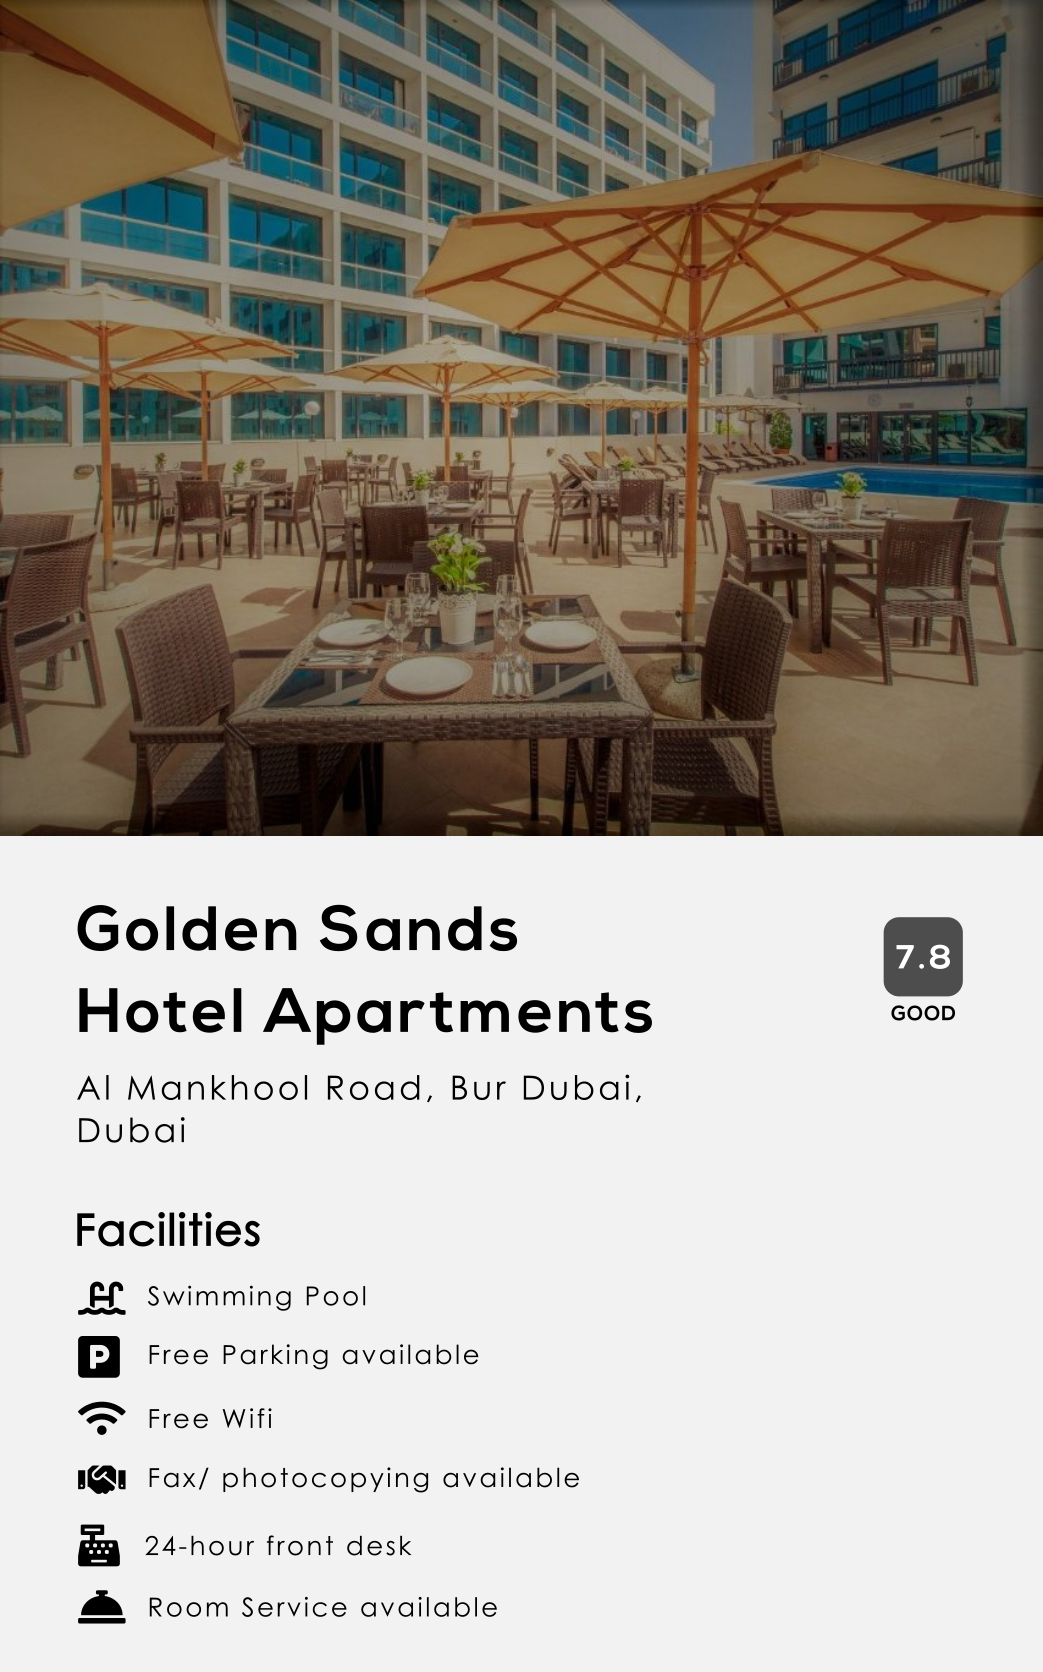 Golden Sands
Hotel Apartments
7.8
GOOD
Al Mankhool Road, Bur Dubai,
Dubai
Facilities
Swimming Pool
P
Free Parking available
Free Wifi
Fax/ photocopying available
24-hour front desk
Room Service available